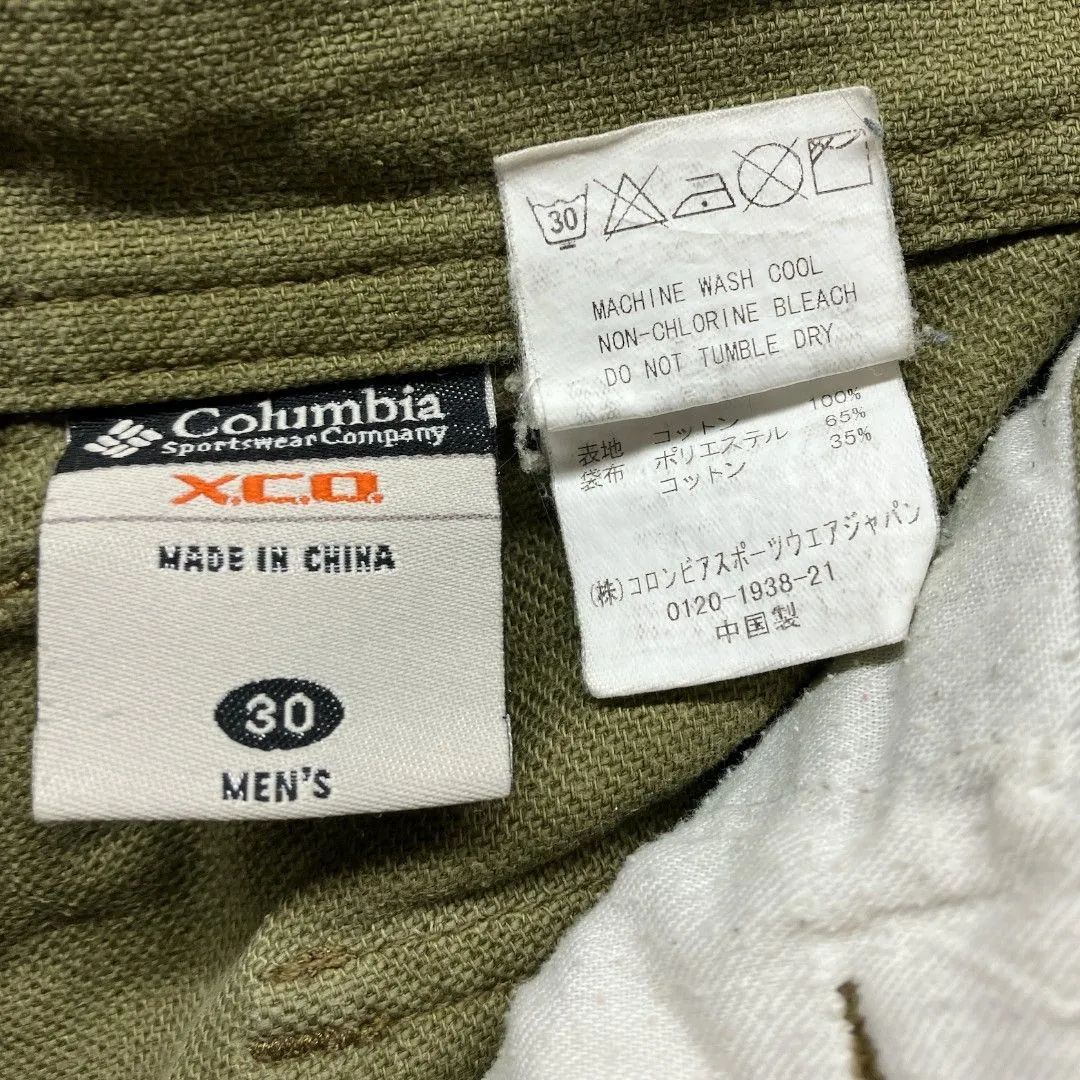 Columbia
Sportswear Company
X.C.O.
MADE IN CHINA
30
MEN'S
30
MACHINE WASH COOL
NON-CHLORINE BLEACH
DO NOT TUMBLE DRY
表地 コットン 100%
袋布 ポリエステル 65%
コットン 35%
(株)コロンビアスポーツウエアジャパン
0120-1938-21
中国製